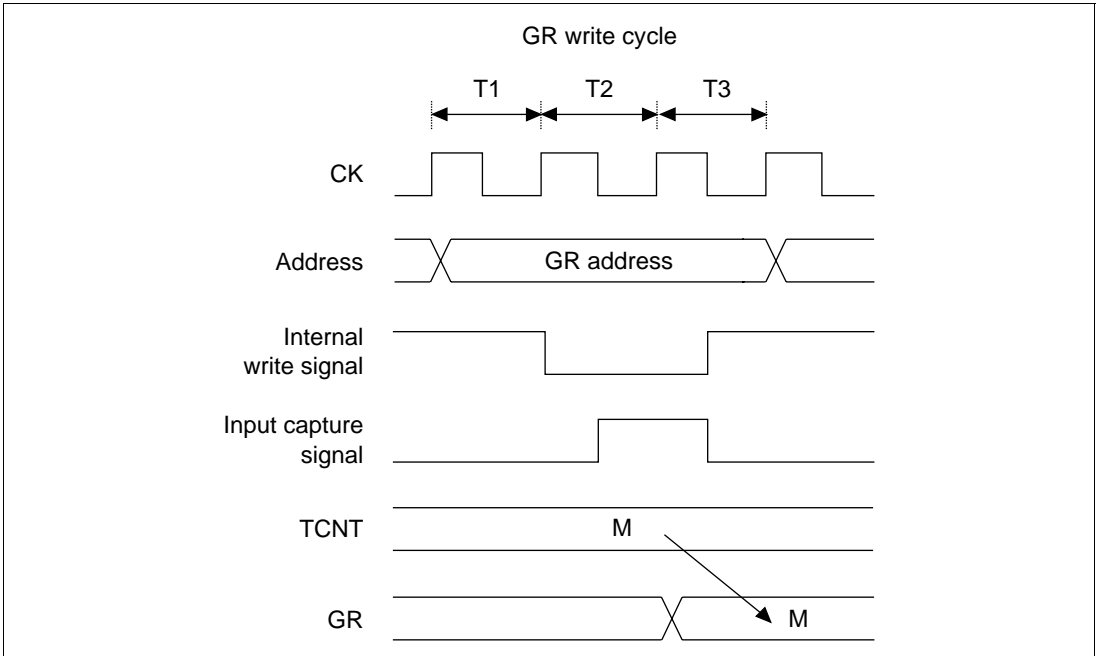 GR write cycle
T1 T2 T3
CK
Address
GR address
Internal
write signal
Input capture
signal
TCNT
M
GR
M